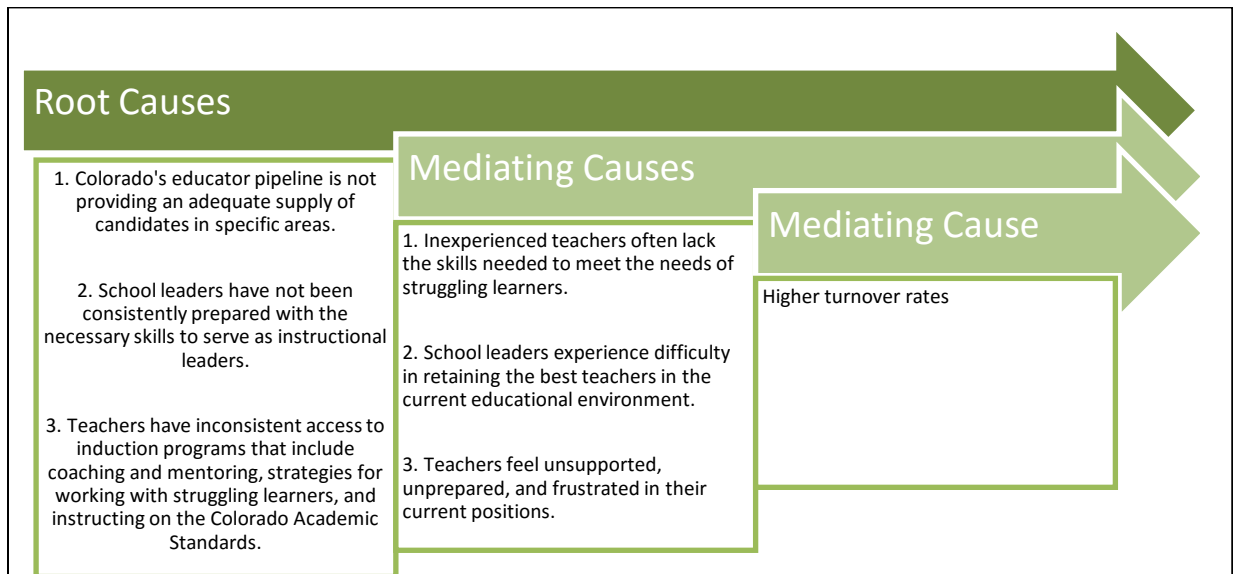 Root Causes
1. Colorado's educator pipeline is not
providing an adequate supply of
candidates in specific areas.
2. School leaders have not been
consistently prepared with the
necessary skills to serve as instructional
leaders.
3. Teachers have inconsistent access to
induction programs that include
coaching and mentoring, strategies for
working with struggling learners, and
instructing on the Colorado Academic
Standards.
Mediating Causes
1. Inexperienced teachers often lack
the skills needed to meet the needs of
struggling learners.
2. School leaders experience difficulty
in retaining the best teachers in the
current educational environment.
3. Teachers feel unsupported,
unprepared, and frustrated in their
current positions.
Mediating Cause
Higher turnover rates